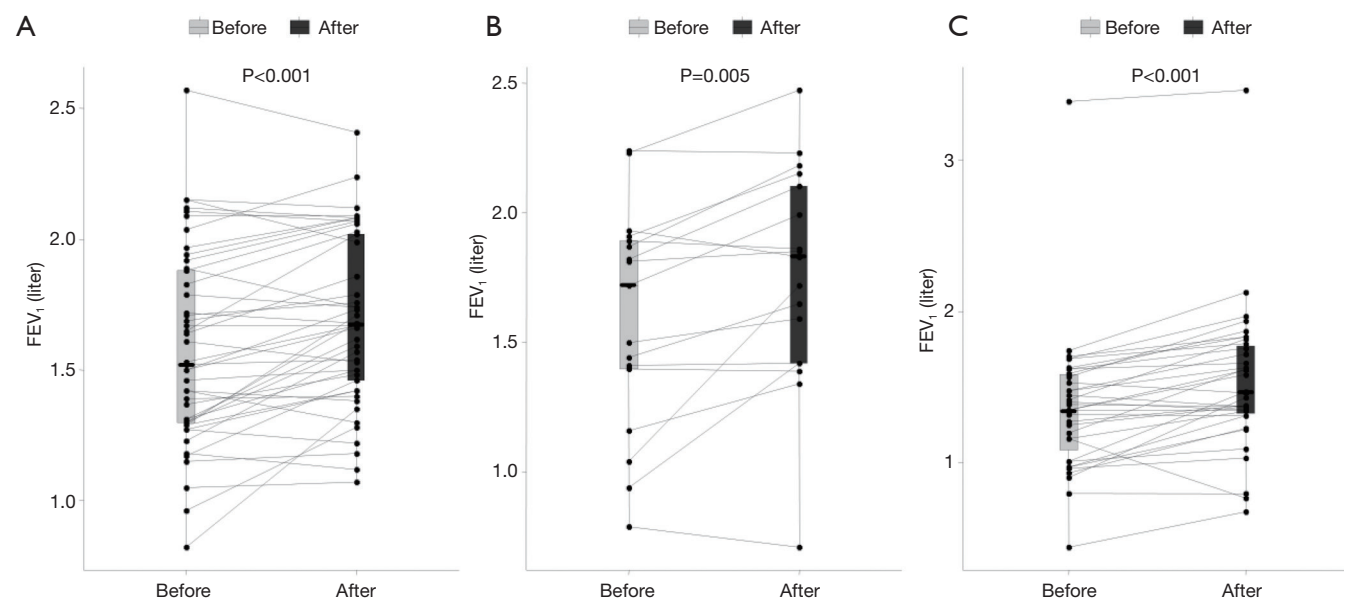 A
Before After
P<0.001
FEV₁ (liter)
2.5
2.0
1.5
1.0
Before After
B
Before After
P=0.005
FEV₁ (liter)
2.5
2.0
1.5
1.0
Before After
C
Before After
P<0.001
FEV₁ (liter)
3
2
1
Before After